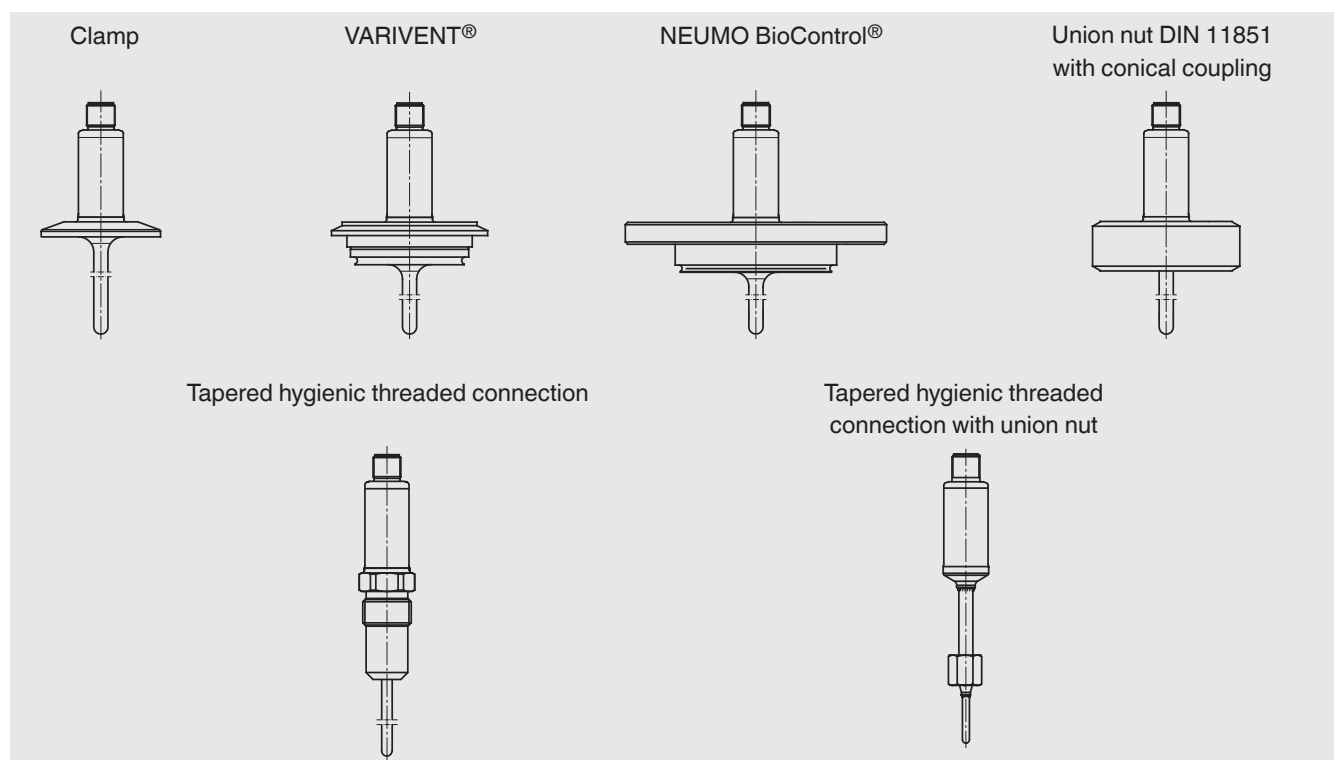 Clamp
VARIVENT®
NEUMO BioControl®
Union nut DIN 11851
with conical coupling
Tapered hygienic threaded connection
Tapered hygienic threaded
connection with union nut